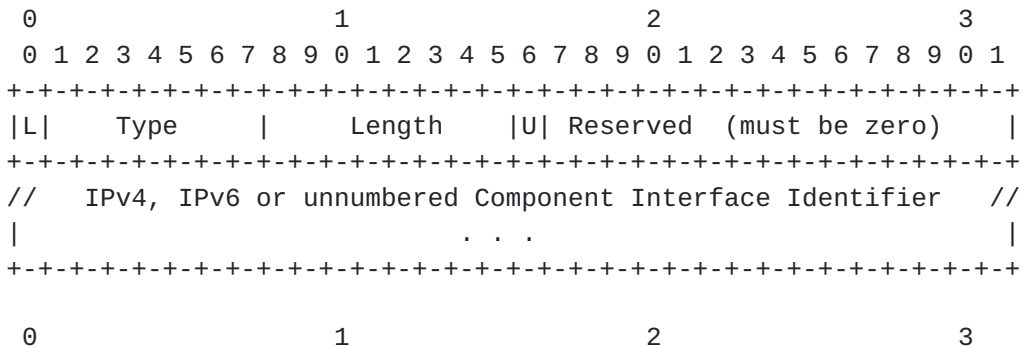 0                   1                   2                   3
 0 1 2 3 4 5 6 7 8 9 0 1 2 3 4 5 6 7 8 9 0 1 2 3 4 5 6 7 8 9 0 1
+-+-+-+-+-+-+-+-+-+-+-+-+-+-+-+-+-+-+-+-+-+-+-+-+-+-+-+-+-+-+-+-+
|L|    Type     |     Length    |U| Reserved  (must be zero)    |
+-+-+-+-+-+-+-+-+-+-+-+-+-+-+-+-+-+-+-+-+-+-+-+-+-+-+-+-+-+-+-+-+
//   IPv4, IPv6 or unnumbered Component Interface Identifier   //
|                            . . .                              |
+-+-+-+-+-+-+-+-+-+-+-+-+-+-+-+-+-+-+-+-+-+-+-+-+-+-+-+-+-+-+-+-+
 0                   1                   2                   3